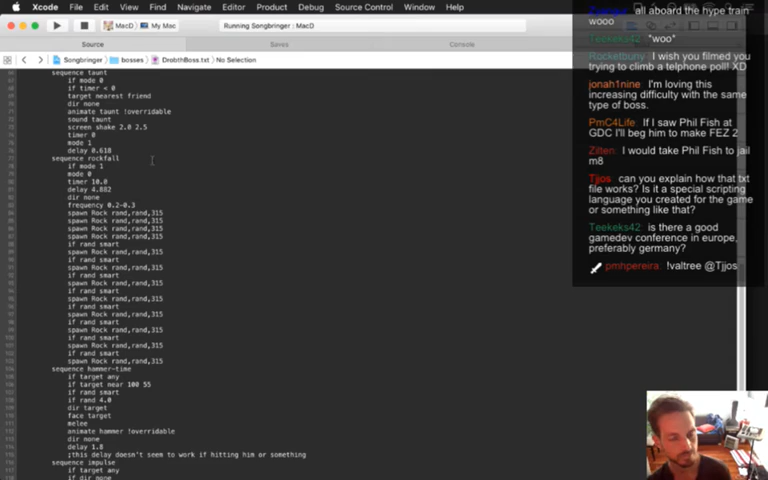 Xcode File Edit View Find Navigate Editor Product Debug Source Control Window Help
MacD My Mac
Running Songbringer : MacD
Source Saves Console
Songbringer bosses DrobthBoss.txt No Selection
sequence taunt
if mode 0
if timer < 0
target nearest friend
dir none
animate taunt !overridable
sound taunt
screen shake 2.0 2.5
timer 0
mode 1
delay 0.618
sequence rockfall
if mode 1
mode 0
timer 10.0
delay 4.882
dir none
frequency 0.2-0.3
spawn Rock rand,rand,315
spawn Rock rand,rand,315
spawn Rock rand,rand,315
spawn Rock rand,rand,315
if rand smart
spawn Rock rand,rand,315
if rand smart
spawn Rock rand,rand,315
if rand smart
spawn Rock rand,rand,315
if rand smart
spawn Rock rand,rand,315
if rand smart
spawn Rock rand,rand,315
if rand smart
spawn Rock rand,rand,315
if rand smart
spawn Rock rand,rand,315
if rand smart
spawn Rock rand,rand,315
sequence hammer-time
if target any
if target near 100 55
if rand smart
if rand 4.0
dir target
face target
melee
animate hammer !overridable
dir none
delay 1.8
;this delay doesn't seem to work if hitting him or something
sequence impulse
if target any
if dir none
all aboard the hype train
wooo
Teekeks42: *woo*
Rocketbunny: I wish you filmed you
trying to climb a telphone poll! XD
jonah1nine: I'm loving this
increasing difficulty with the same
type of boss.
PmC4Life: If I saw Phil Fish at
GDC I'll beg him to make FEZ 2
Zilten: I would take Phil Fish to jail
m8
Tjjos: can you explain how that txt
file works? Is it a special scripting
language you created for the game
or something like that?
Teekeks42: is there a good
gamedev conference in europe,
preferably germany?
pmhpereira: !valtree @Tjjos